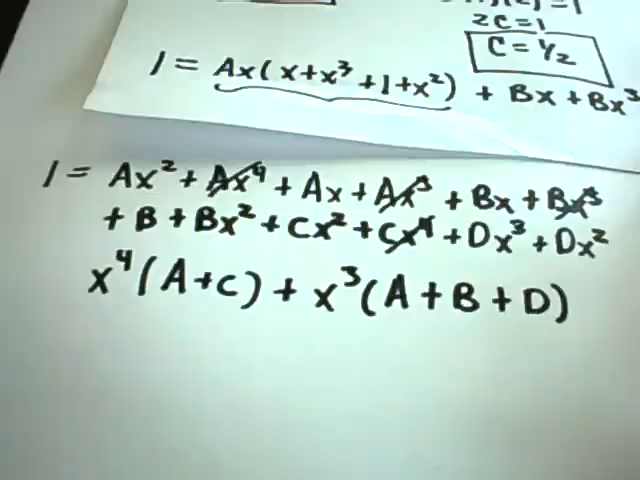 2C=1
C=1/2
1 = Ax(x+x³+1+x²) + Bx + Bx³
1 = Ax² + Ax⁴ + Ax + Ax³ + Bx + Bx³
+ B + Bx² + Cx² + Cx⁴ + Dx³ + Dx²
x⁴(A+C) + x³(A+B+D)